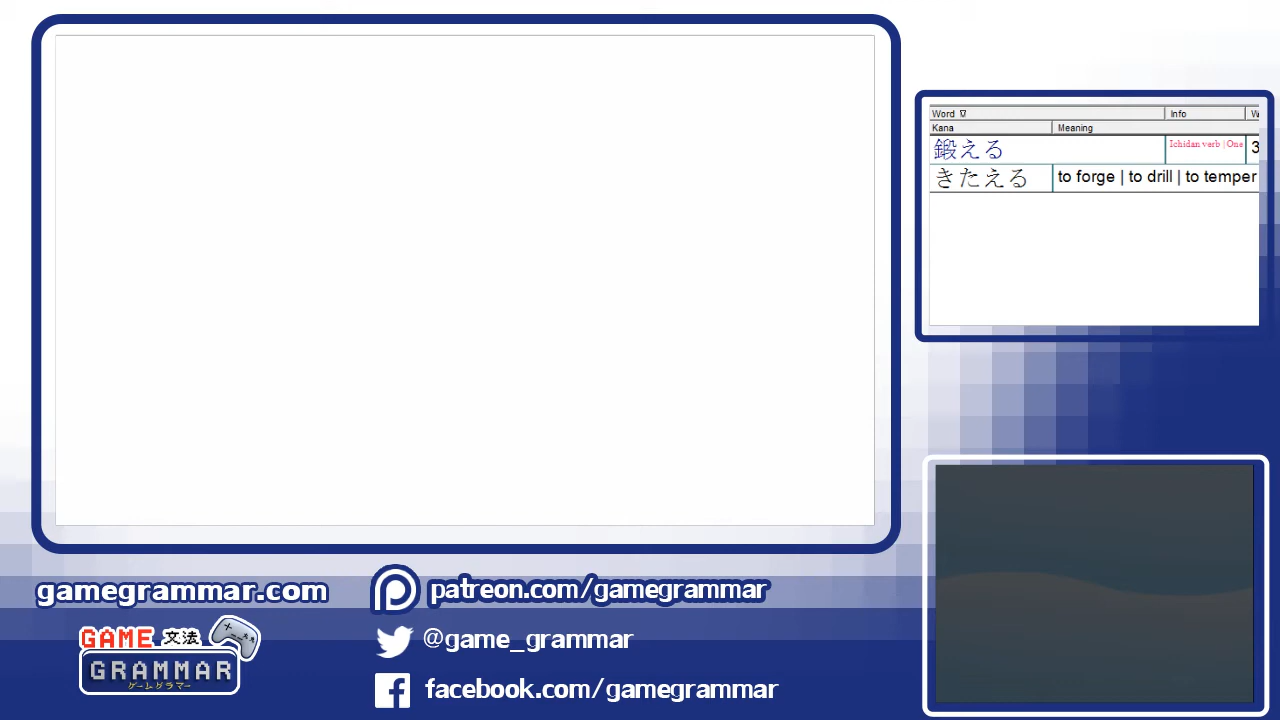 Word ∇ Info W
Kana Meaning
鍛える Ichidan verb | One 3
きたえる to forge | to drill | to temper
gamegrammar.com
patreon.com/gamegrammar
GAME 文法
GRAMMAR
ゲームグラマー
@game_grammar
facebook.com/gamegrammar